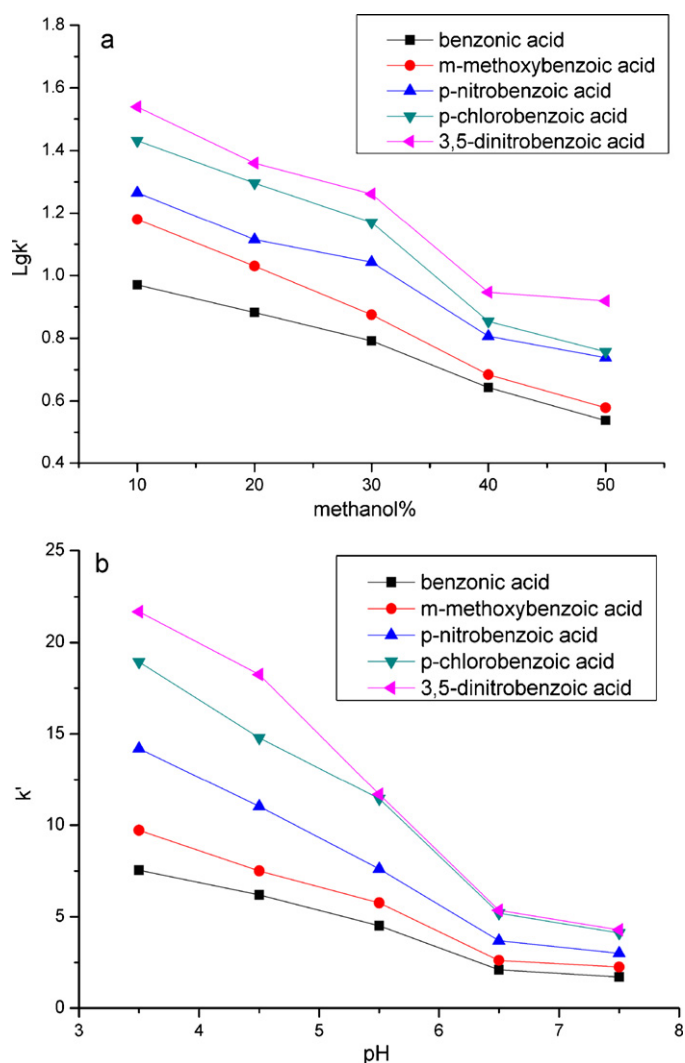 a
benzonic acid
m-methoxybenzoic acid
p-nitrobenzoic acid
p-chlorobenzoic acid
3,5-dinitrobenzoic acid
1.8
1.6
1.4
1.2
1.0
0.8
0.6
0.4
Lgk'
10 20 30 40 50
methanol%
b
benzonic acid
m-methoxybenzoic acid
p-nitrobenzoic acid
p-chlorobenzoic acid
3,5-dinitrobenzoic acid
25
20
15
10
5
0
k'
3 4 5 6 7 8
pH